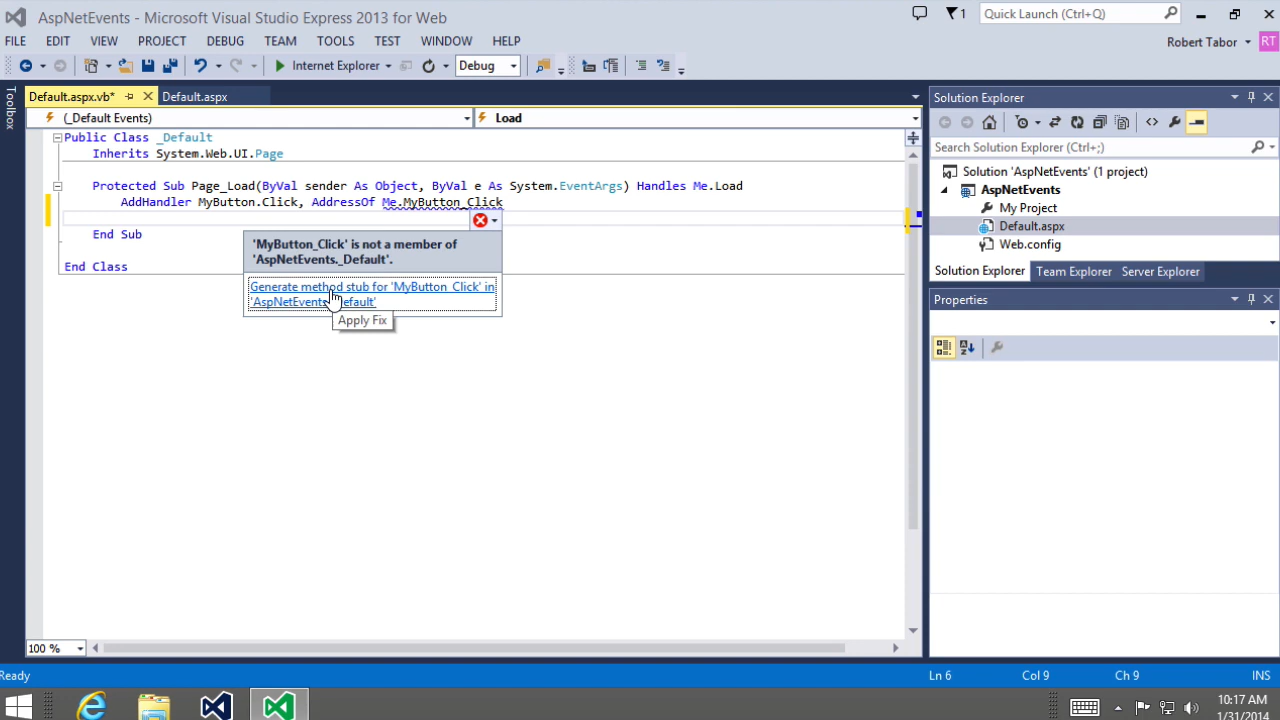 AspNetEvents - Microsoft Visual Studio Express 2013 for Web
1
Quick Launch (Ctrl+Q)
FILE EDIT VIEW PROJECT DEBUG TEAM TOOLS TEST WINDOW HELP
Robert Tabor RT
Internet Explorer Debug
Toolbox
Default.aspx.vb* Default.aspx
(_Default Events) Load
Public Class _Default
Inherits System.Web.UI.Page
Protected Sub Page_Load(ByVal sender As Object, ByVal e As System.EventArgs) Handles Me.Load
AddHandler MyButton.Click, AddressOf Me.MyButton_Click
End Sub
End Class
'MyButton_Click' is not a member of
'AspNetEvents._Default'.
Generate method stub for 'MyButton_Click' in
'AspNetEvents._Default'
Apply Fix
Solution Explorer
Search Solution Explorer (Ctrl+;)
Solution 'AspNetEvents' (1 project)
AspNetEvents
My Project
Default.aspx
Web.config
Solution Explorer Team Explorer Server Explorer
Properties
100 %
Ready Ln 6 Col 9 Ch 9 INS
10:17 AM
1/31/2014